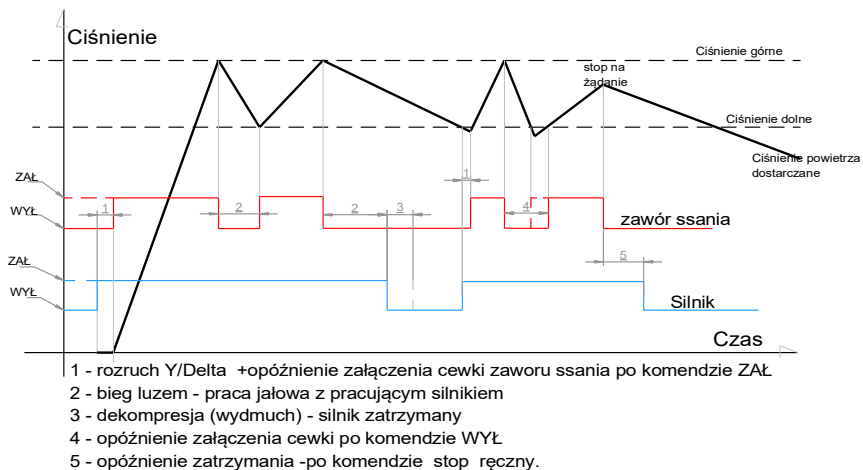 Ciśnienie
Ciśnienie górne
stop na
żądanie
Ciśnienie dolne
Ciśnienie powietrza
dostarczane
1
ZAŁ
WYŁ
1
2
2
3
4
zawór ssania
ZAŁ
WYŁ
5
Silnik
Czas
1 - rozruch Y/Delta +opóźnienie załączenia cewki zaworu ssania po komendzie ZAŁ
2 - bieg luzem - praca jałowa z pracującym silnikiem
3 - dekompresja (wydmuch) - silnik zatrzymany
4 - opóźnienie załączenia cewki po komendzie WYŁ
5 - opóźnienie zatrzymania -po komendzie stop ręczny.